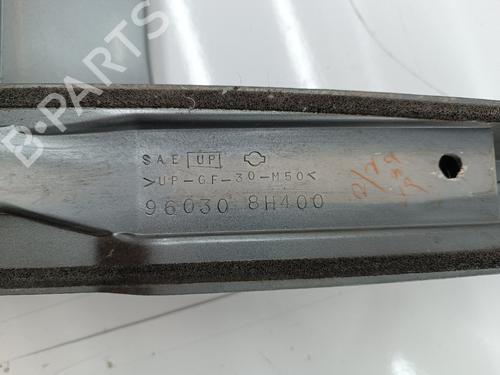 B-PARTS
SAE UP
>UP-GF-30-M50<
96030 8H400